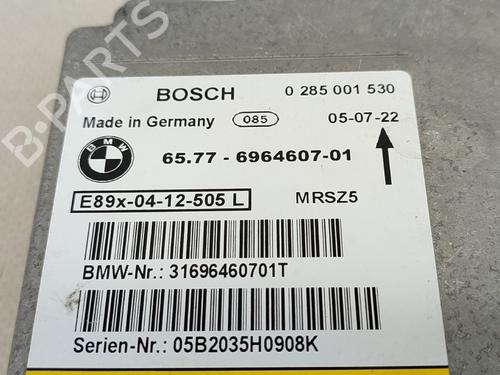 BOSCH 0 285 001 530
Made in Germany 085 05-07-22
BMW 65.77 - 6964607-01
E89x-04-12-505 L MRSZ5
BMW-Nr.: 31696460701T
Serien-Nr.: 05B2035H0908K
B-PARTS